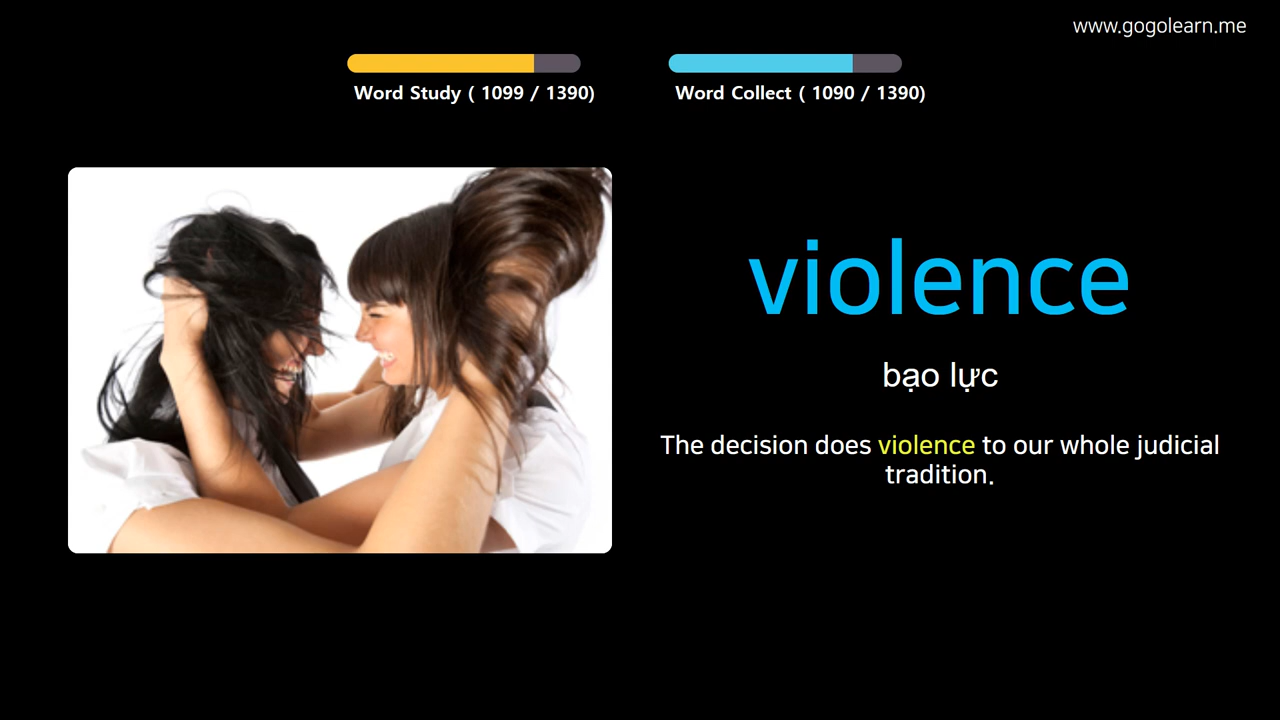 www.gogolearn.me
Word Study ( 1099 / 1390)
Word Collect ( 1090 / 1390)
violence
bạo lực
The decision does violence to our whole judicial
tradition.